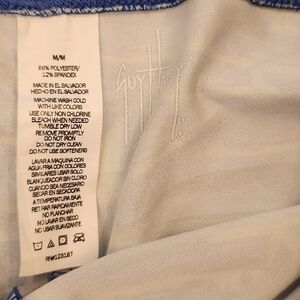 M/M
88% POLYESTER/
12% SPANDEX
MADE IN EL SALVADOR
HECHO EN EL SALVADOR
MACHINE WASH COLD
WITH LIKE COLORS
USE ONLY NON CHLORINE
BLEACH WHEN NEEDED
TUMBLE DRY LOW
REMOVE PROMPTLY
DO NOT IRON
DO NOT DRY CLEAN
DO NOT USE SOFTENERS
LAVAR A MAQUINA CON
AGUA FRIA CON COLORES
SIMILARES USAR SOLO
BLANQUEADOR SIN CLORO
CUANDO SEA NECESARIO
SECAR EN SECADORA
A TEMPERATURA BAJA
RETIRAR RAPIDAMENTE
NO PLANCHAR
NO LAVAR EN SECO
NO USAR SUAVIZANTE
RN#123187
GUY HARVEY